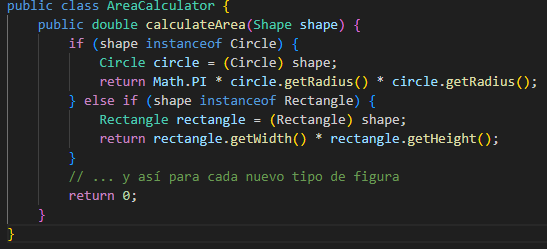 public class AreaCalculator {
    public double calculateArea(Shape shape) {
        if (shape instanceof Circle) {
            Circle circle = (Circle) shape;
            return Math.PI * circle.getRadius() * circle.getRadius();
        } else if (shape instanceof Rectangle) {
            Rectangle rectangle = (Rectangle) shape;
            return rectangle.getWidth() * rectangle.getHeight();
        }
        // ... y así para cada nuevo tipo de figura
        return 0;
    }
}